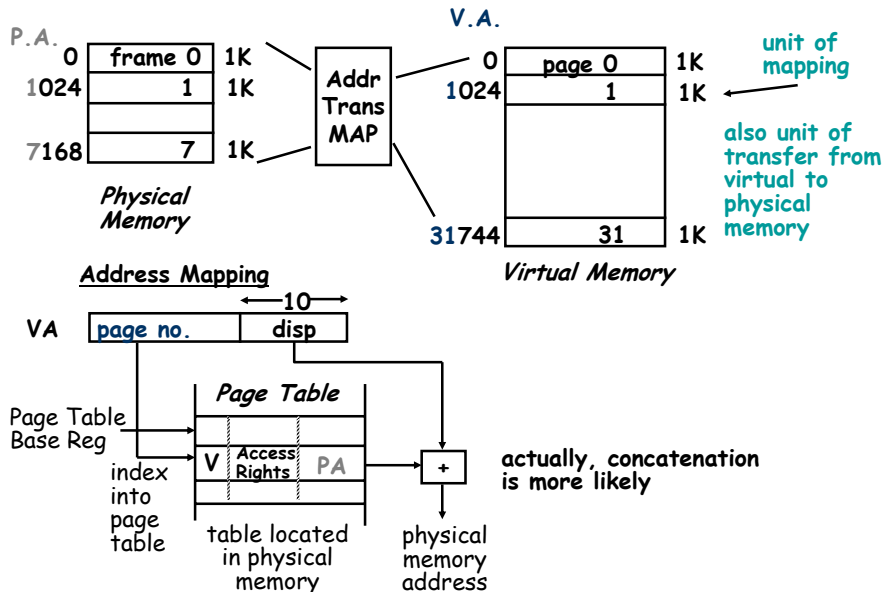 P.A.
0 frame 0 1K
1024 1 1K
7168 7 1K
Physical
Memory
Addr
Trans
MAP
V.A.
0 page 0 1K
1024 1 1K
31744 31 1K
Virtual Memory
unit of
mapping
also unit of
transfer from
virtual to
physical
memory
Address Mapping
10
VA page no. disp
Page Table
Page Table
Base Reg
V Access
Rights PA
+
index
into
page
table
table located
in physical
memory
physical
memory
address
actually, concatenation
is more likely